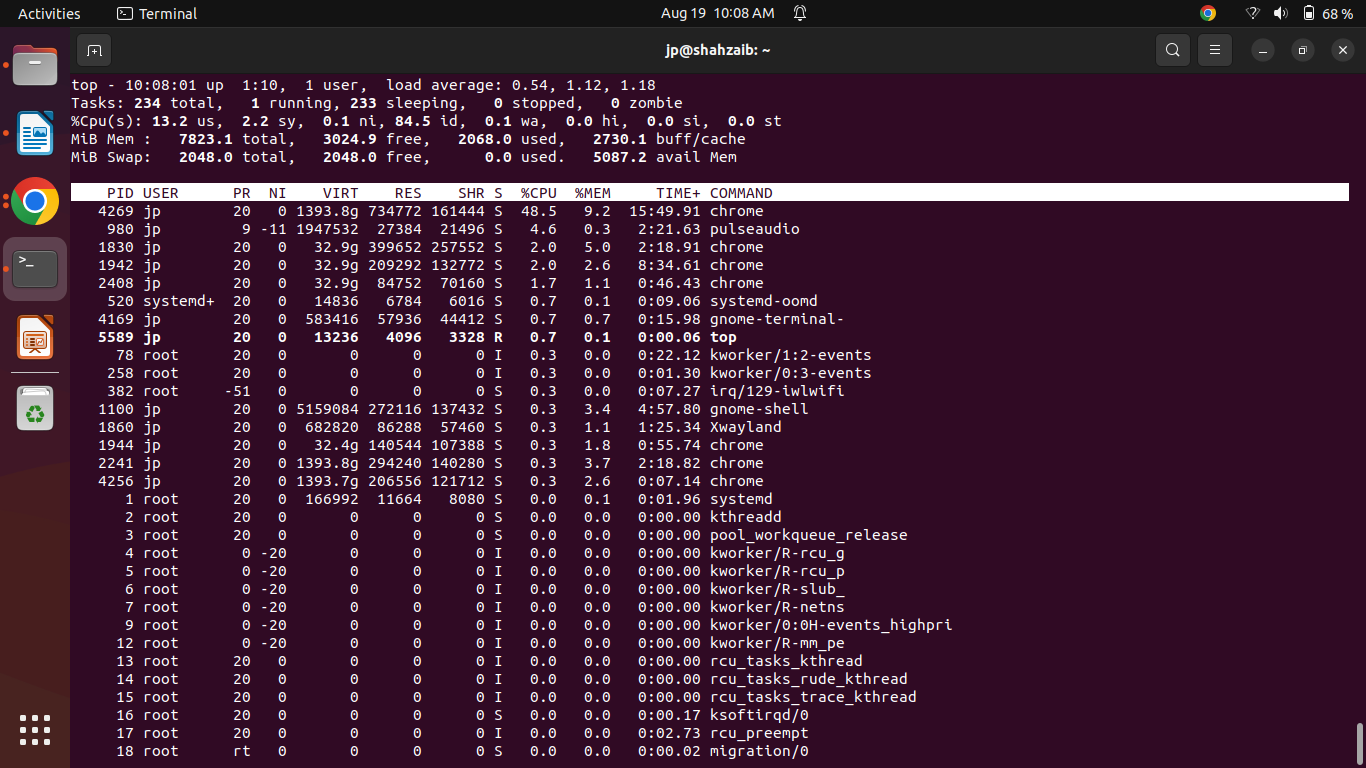 Activities Terminal Aug 19 10:08 AM 68 %
jp@shahzaib: ~
top - 10:08:01 up  1:10,  1 user,  load average: 0.54, 1.12, 1.18
Tasks: 234 total,   1 running, 233 sleeping,   0 stopped,   0 zombie
%Cpu(s): 13.2 us,  2.2 sy,  0.1 ni, 84.5 id,  0.1 wa,  0.0 hi,  0.0 si,  0.0 st
MiB Mem :   7823.1 total,   3024.9 free,   2068.0 used,   2730.1 buff/cache
MiB Swap:   2048.0 total,   2048.0 free,      0.0 used.   5087.2 avail Mem
PID USER PR NI VIRT RES SHR S %CPU %MEM TIME+ COMMAND
4269 jp 20 0 1393.8g 734772 161444 S 48.5 9.2 15:49.91 chrome
980 jp 9 -11 1947532 27384 21496 S 4.6 0.3 2:21.63 pulseaudio
1830 jp 20 0 32.9g 399652 257552 S 2.0 5.0 2:18.91 chrome
1942 jp 20 0 32.9g 209292 132772 S 2.0 2.6 8:34.61 chrome
2408 jp 20 0 32.9g 84752 70160 S 1.7 1.1 0:46.43 chrome
520 systemd+ 20 0 14836 6784 6016 S 0.7 0.1 0:09.06 systemd-oomd
4169 jp 20 0 583416 57936 44412 S 0.7 0.7 0:15.98 gnome-terminal-
5589 jp 20 0 13236 4096 3328 R 0.7 0.1 0:00.06 top
78 root 20 0 0 0 0 I 0.3 0.0 0:22.12 kworker/1:2-events
258 root 20 0 0 0 0 I 0.3 0.0 0:01.30 kworker/0:3-events
382 root -51 0 0 0 0 S 0.3 0.0 0:07.27 irq/129-iwlwifi
1100 jp 20 0 5159084 272116 137432 S 0.3 3.4 4:57.80 gnome-shell
1860 jp 20 0 682820 86288 57460 S 0.3 1.1 1:25.34 Xwayland
1944 jp 20 0 32.4g 140544 107388 S 0.3 1.8 0:55.74 chrome
2241 jp 20 0 1393.8g 294240 140280 S 0.3 3.7 2:18.82 chrome
4256 jp 20 0 1393.7g 206556 121712 S 0.3 2.6 0:07.14 chrome
1 root 20 0 166992 11664 8080 S 0.0 0.1 0:01.96 systemd
2 root 20 0 0 0 0 S 0.0 0.0 0:00.00 kthreadd
3 root 20 0 0 0 0 S 0.0 0.0 0:00.00 pool_workqueue_release
4 root 0 -20 0 0 0 I 0.0 0.0 0:00.00 kworker/R-rcu_g
5 root 0 -20 0 0 0 I 0.0 0.0 0:00.00 kworker/R-rcu_p
6 root 0 -20 0 0 0 I 0.0 0.0 0:00.00 kworker/R-slub_
7 root 0 -20 0 0 0 I 0.0 0.0 0:00.00 kworker/R-netns
9 root 0 -20 0 0 0 I 0.0 0.0 0:00.00 kworker/0:0H-events_highpri
12 root 0 -20 0 0 0 I 0.0 0.0 0:00.00 kworker/R-mm_pe
13 root 20 0 0 0 0 I 0.0 0.0 0:00.00 rcu_tasks_kthread
14 root 20 0 0 0 0 I 0.0 0.0 0:00.00 rcu_tasks_rude_kthread
15 root 20 0 0 0 0 I 0.0 0.0 0:00.00 rcu_tasks_trace_kthread
16 root 20 0 0 0 0 S 0.0 0.0 0:00.17 ksoftirqd/0
17 root 20 0 0 0 0 I 0.0 0.0 0:02.73 rcu_preempt
18 root rt 0 0 0 0 S 0.0 0.0 0:00.02 migration/0